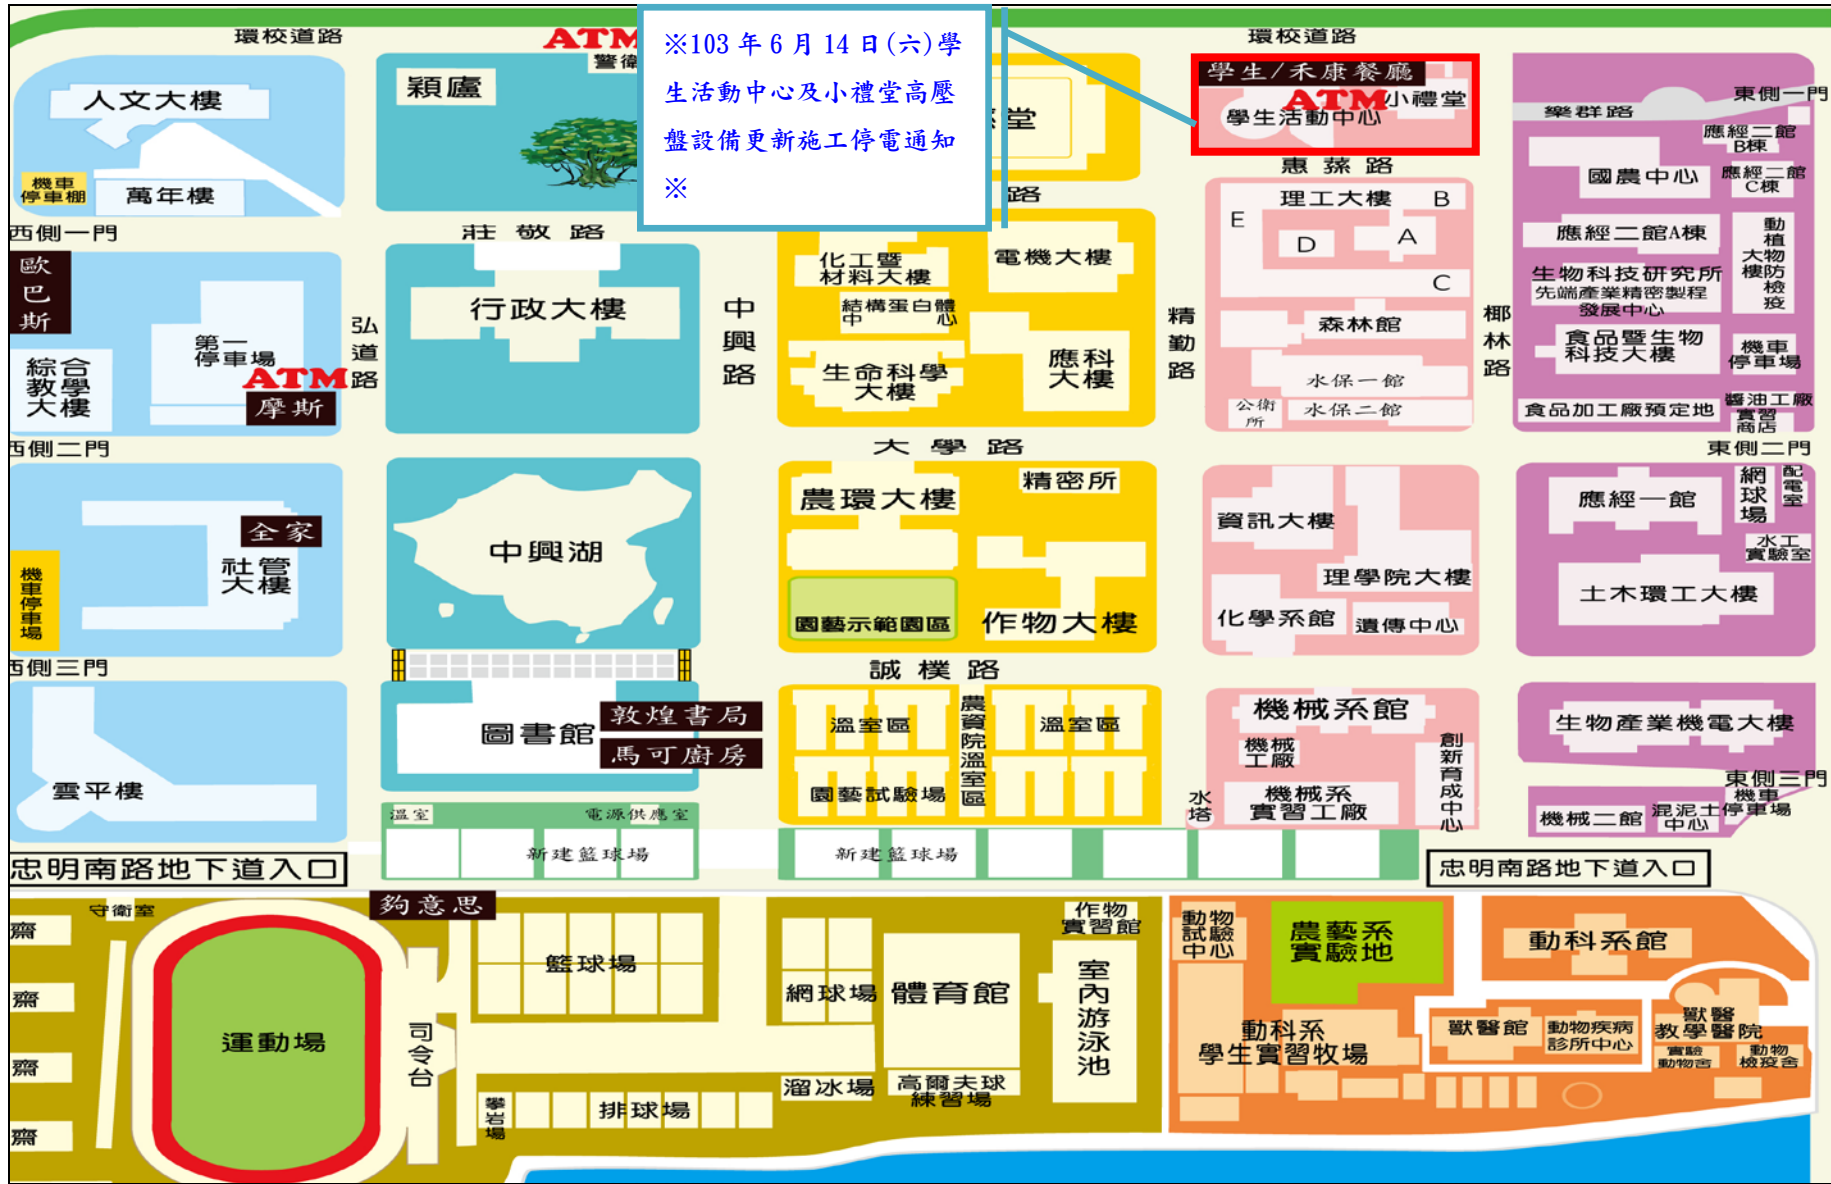 環校道路
ATM
警衛
環校道路
※103年6月14日(六)學
生活動中心及小禮堂高壓
盤設備更新施工停電通知
※
人文大樓
機車
停車棚
萬年樓
穎廬
堂
路
學生/禾康餐廳
ATM
小禮堂
學生活動中心
惠蓀路
樂群路
東側一門
應經二館
B棟
國農中心
應經二館
C棟
西側一門
莊敬路
歐巴斯
第一
停車場
ATM
摩斯
綜合
教學
大樓
弘道路
行政大樓
中興路
化工暨
材料大樓
電機大樓
結構蛋白體
中心
生命科學
大樓
應科
大樓
精勤路
理工大樓
A
B
C
D
E
森林館
水保一館
公衛
所
水保二館
椰林路
應經二館A棟
動植物防檢疫
大樓
生物科技研究所
先端產業精密製程
發展中心
食品暨生物
科技大樓
機車
停車場
食品加工廠預定地
醬油工廠
實習
商店
西側二門
大學路
東側二門
全家
社管
大樓
機車停車場
中興湖
農環大樓
精密所
園藝示範園區
作物大樓
資訊大樓
理學院大樓
化學系館
遺傳中心
應經一館
網球場
配電室
水工
實驗室
土木環工大樓
西側三門
誠樸路
雲平樓
圖書館
敦煌書局
馬可廚房
溫室區
農資院溫室區
溫室區
園藝試驗場
機械系館
機械
工廠
機械系
實習工廠
創新育成中心
水塔
生物產業機電大樓
東側三門
機車
停車場
機械二館
混泥土
中心
溫室
電源供應室
新建籃球場
新建籃球場
忠明南路地下道入口
忠明南路地下道入口
守衛室
夠意思
齋
齋
齋
齋
運動場
司令台
籃球場
攀岩場
排球場
網球場
溜冰場
體育館
高爾夫球
練習場
作物
實習館
室內游泳池
動物
試驗
中心
農藝系
實驗地
動科系
學生實習牧場
動科系館
獸醫館
動物疾病
診所中心
獸醫
教學醫院
實驗
動物舍
動物
檢疫舍